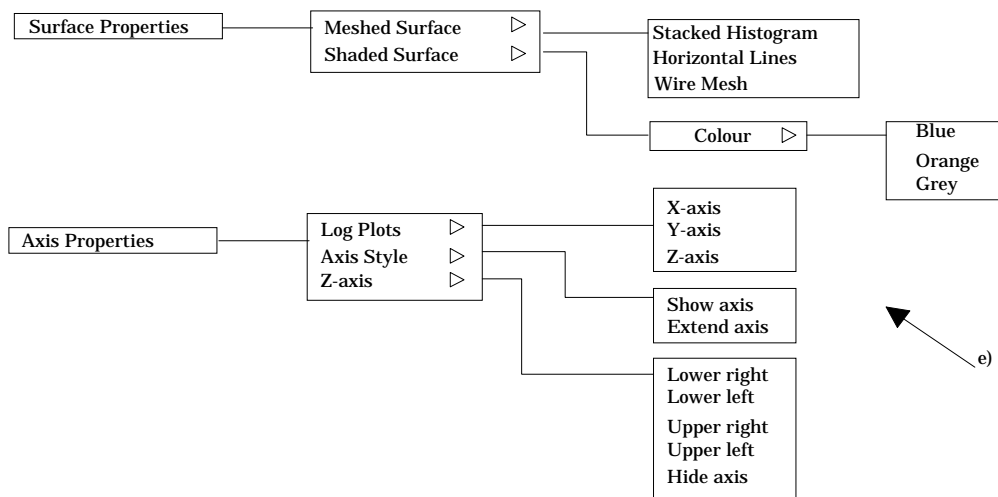 Surface Properties
Meshed Surface
Shaded Surface
Stacked Histogram
Horizontal Lines
Wire Mesh
Colour
Blue
Orange
Grey
Axis Properties
Log Plots
Axis Style
Z-axis
X-axis
Y-axis
Z-axis
Show axis
Extend axis
e)
Lower right
Lower left
Upper right
Upper left
Hide axis